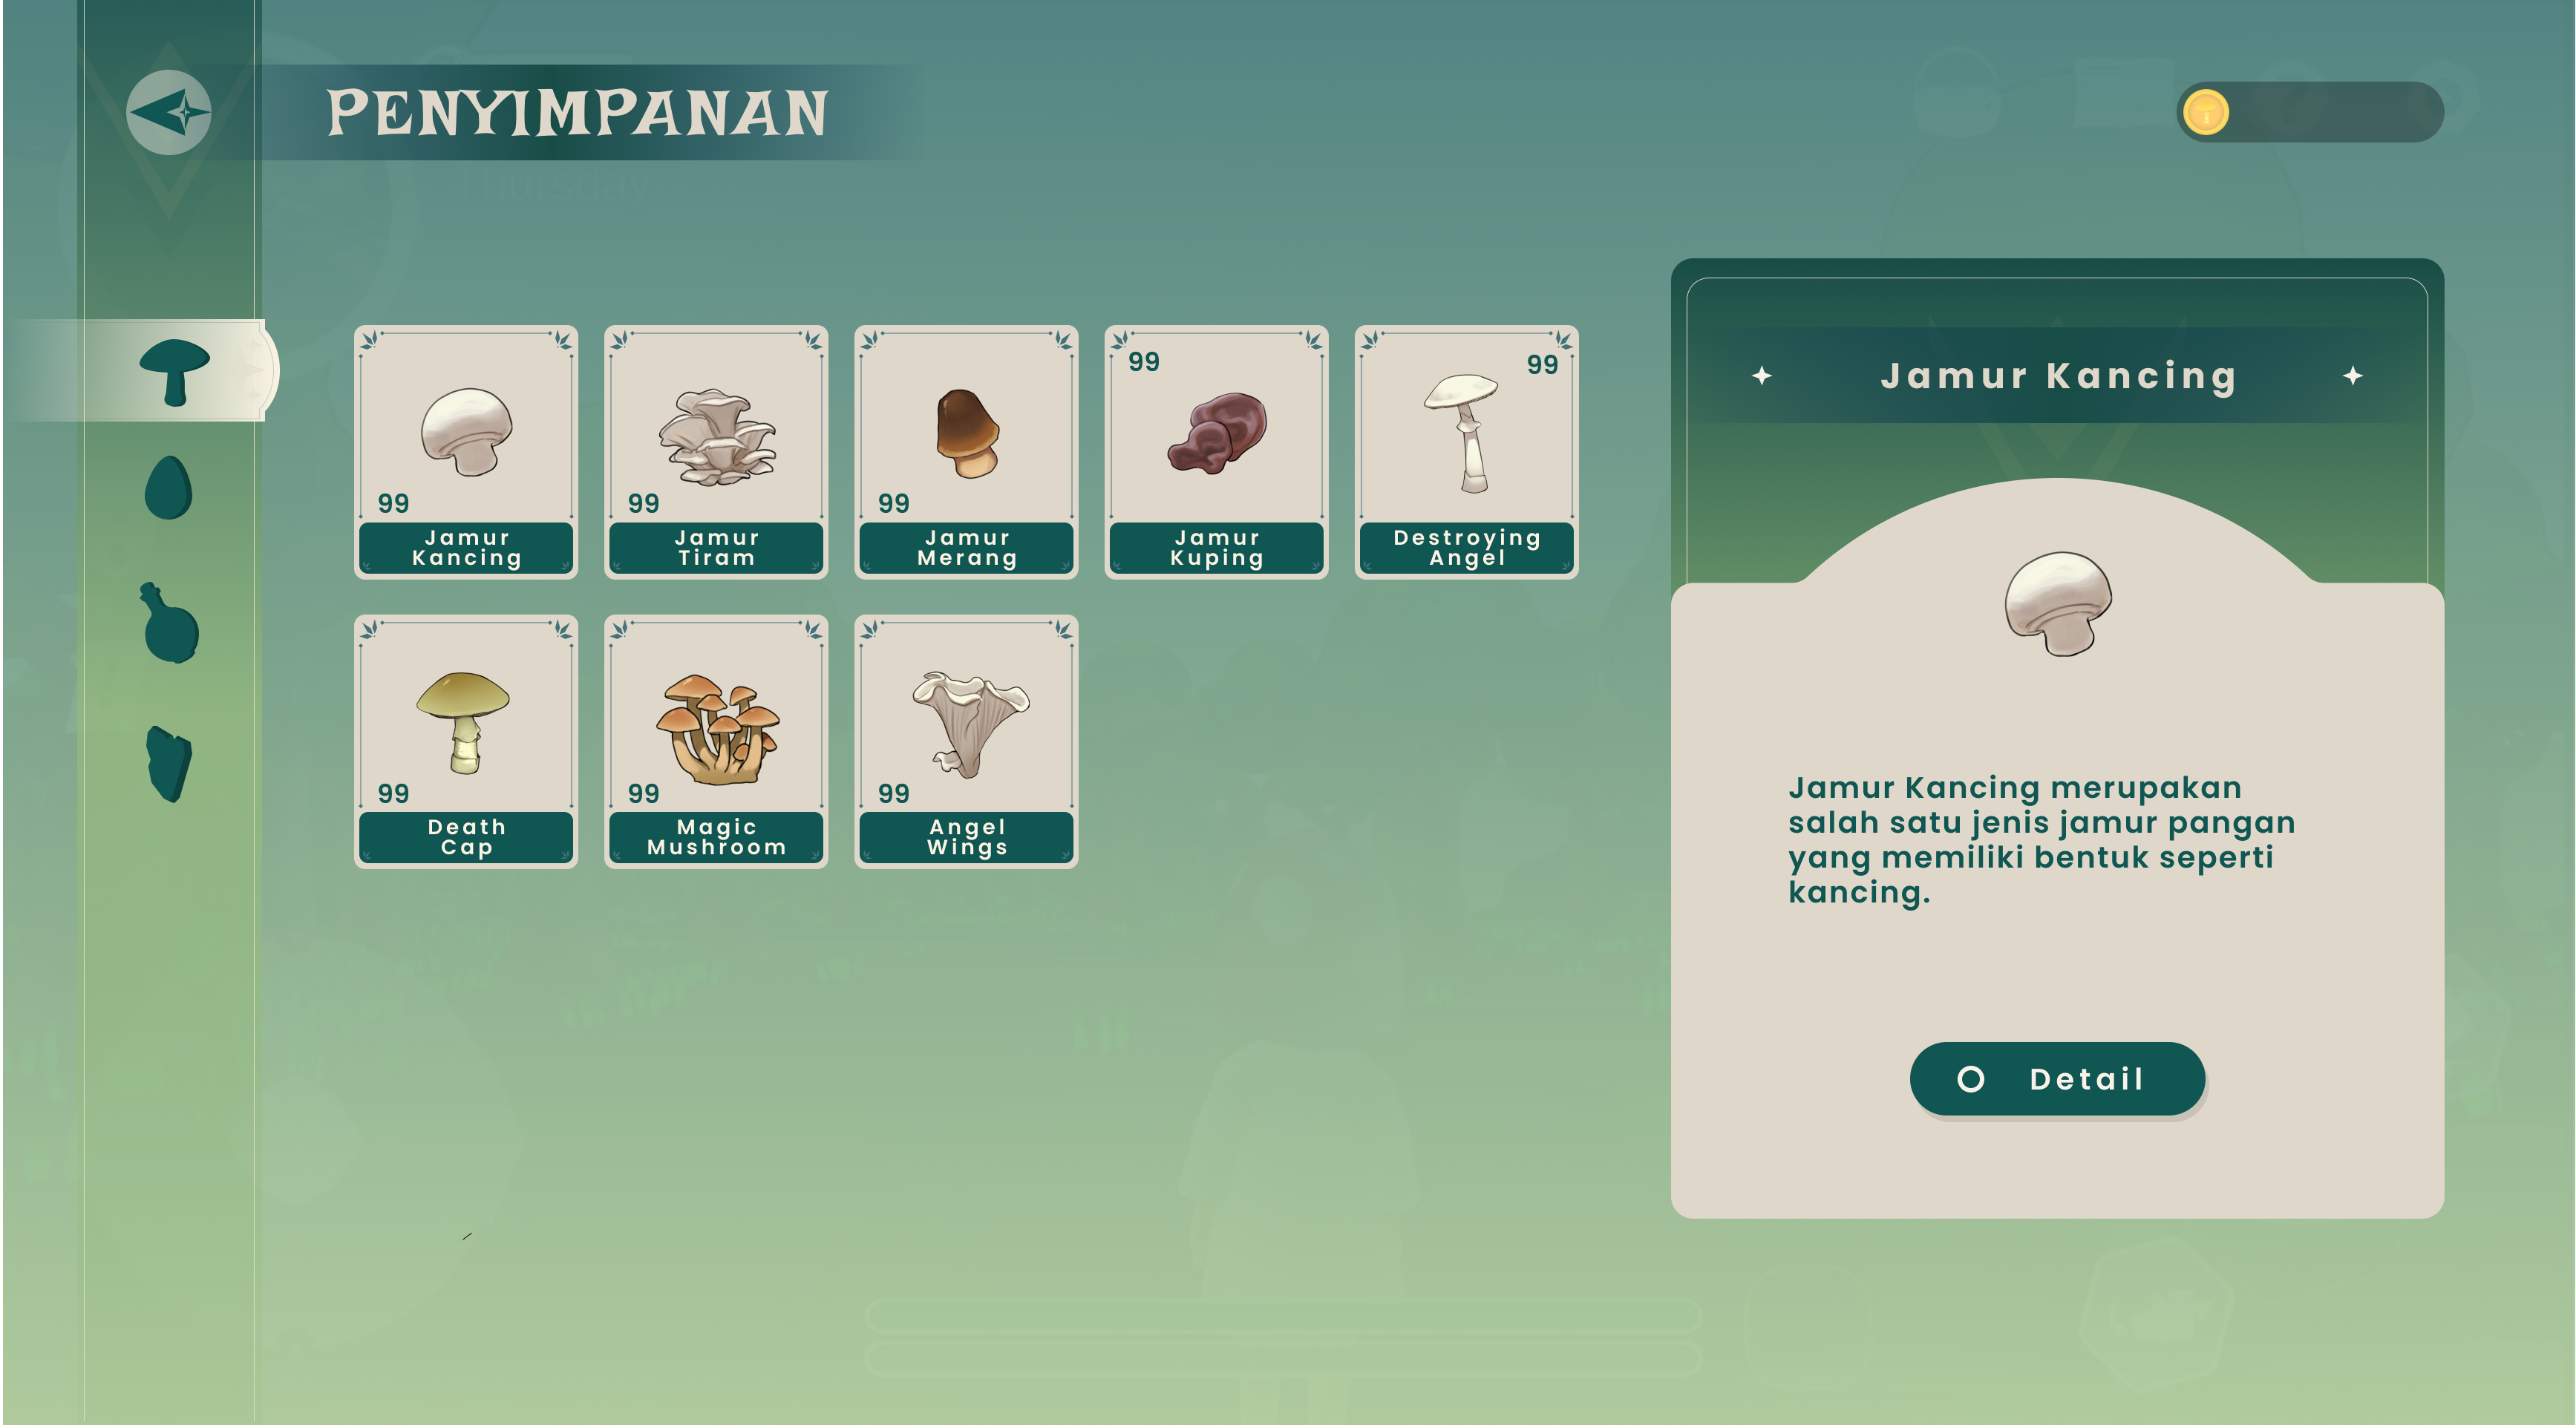 PENYIMPANAN
Thursday
99
Jamur
Kancing
99
Jamur
Tiram
99
Jamur
Merang
99
Jamur
Kuping
99
Destroying
Angel
99
Death
Cap
99
Magic
Mushroom
99
Angel
Wings
Jamur Kancing
Jamur Kancing merupakan
salah satu jenis jamur pangan
yang memiliki bentuk seperti
kancing.
Detail